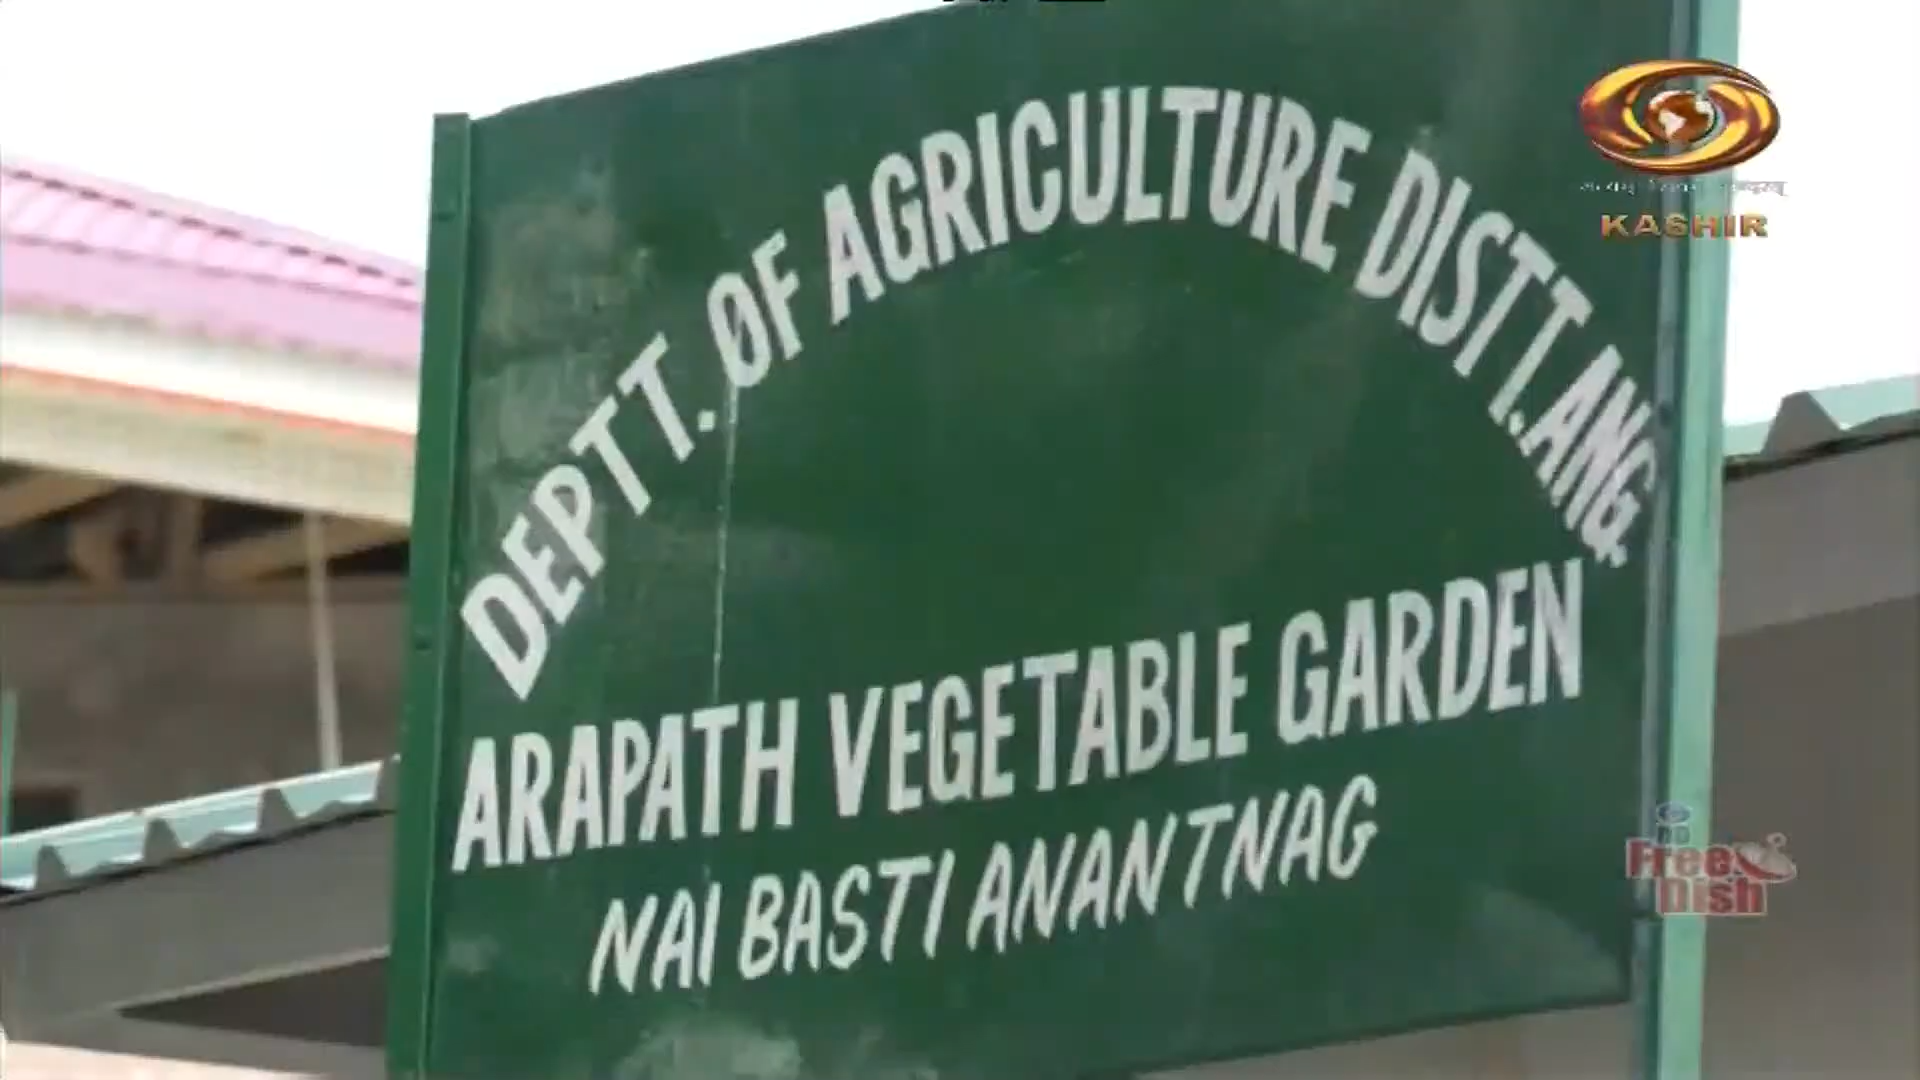 DEPTT. OF AGRICULTURE DISTT. ANG.
ARAPATH VEGETABLE GARDEN
NAI BASTI ANANTNAG
KASHIR
Free
Dish